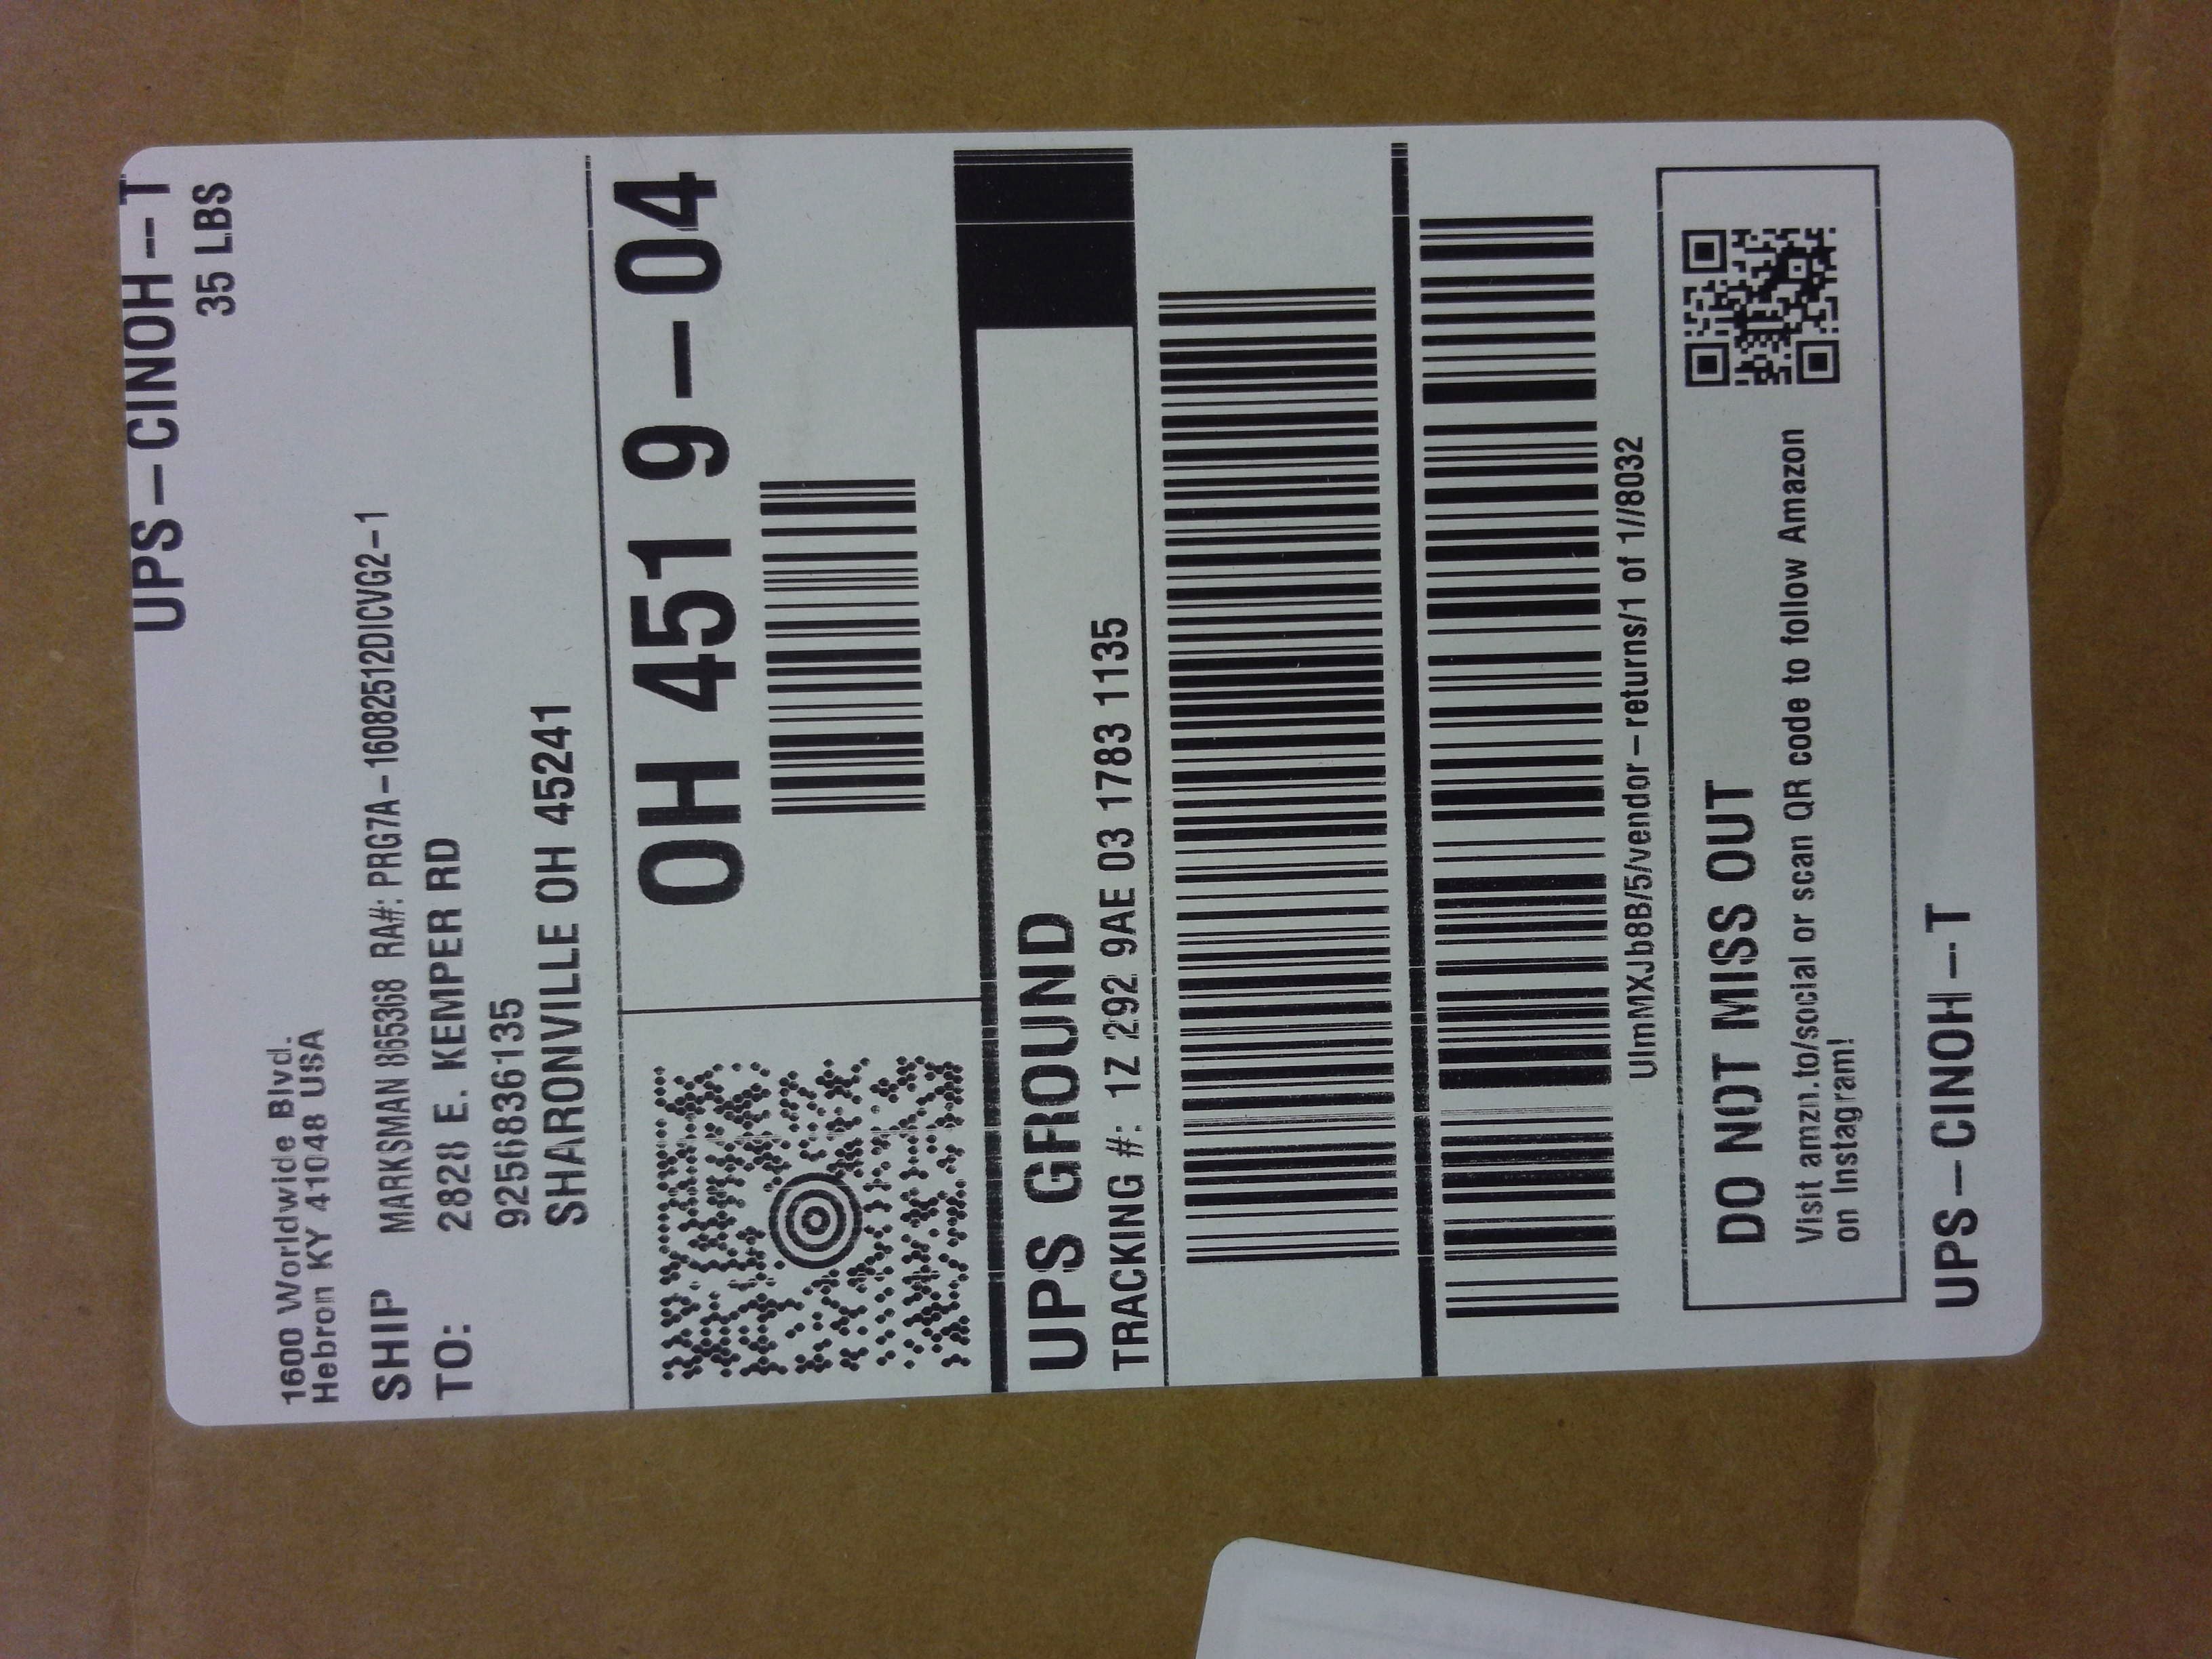 UPS-CINOH--T
35 LBS
1600 Worldwide Blvd.
Hebron KY 41048 USA
SHIP
TO:
MARKSMAN 865368 RA#: PRG7A-16082512DICVG2-1
2828 E. KEMPER RD
9256836135
SHARONVILLE OH 45241
OH 451 9-04
UPS GROUND
TRACKING #: 1Z 292 9AE 03 1783 1135
UImMXJb8B/5/vendor-returns/1 of 1//8032
DO NOT MISS OUT
Visit amzn.to/social or scan QR code to follow Amazon
on Instagram!
UPS-CINOH--T